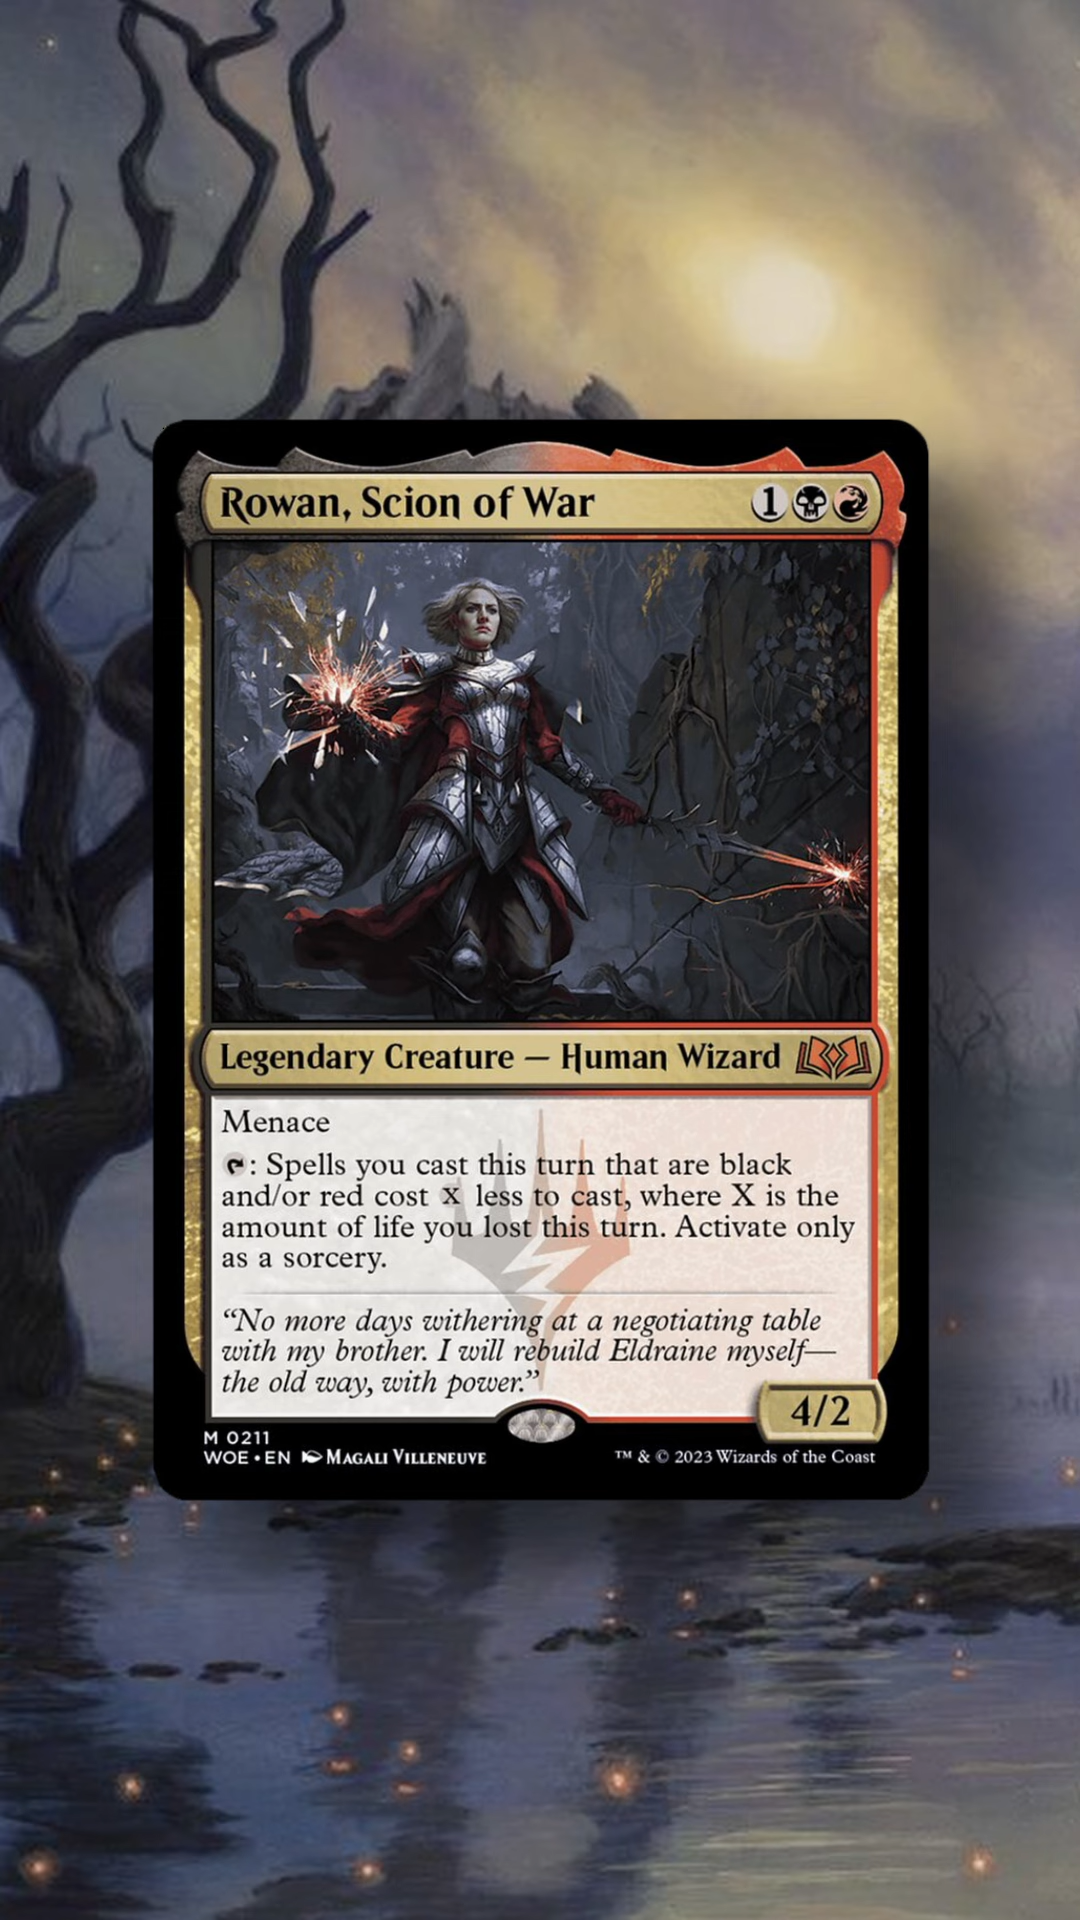 Rowan, Scion of War 1
Legendary Creature — Human Wizard
Menace
: Spells you cast this turn that are black
and/or red cost X less to cast, where X is the
amount of life you lost this turn. Activate only
as a sorcery.
“No more days withering at a negotiating table
with my brother. I will rebuild Eldraine myself—
the old way, with power.”
4/2
M 0211
WOE • EN MAGALI VILLENEUVE
™ & © 2023 Wizards of the Coast